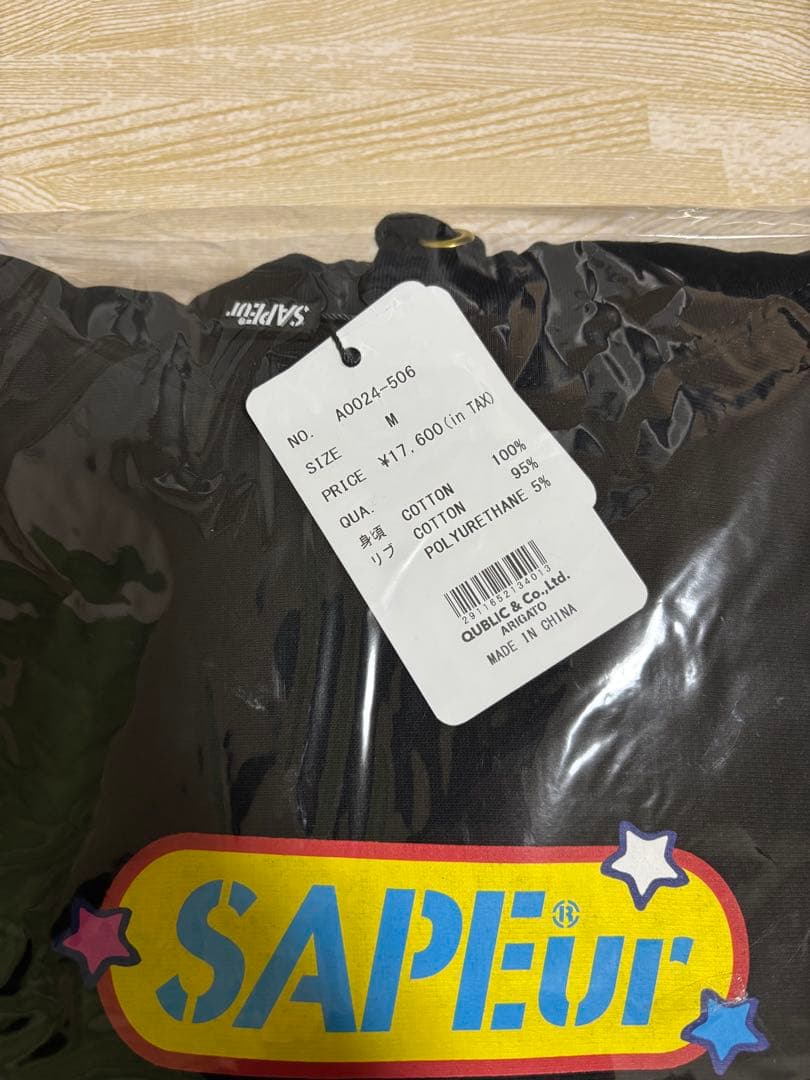 SAPEur
NO. A0024-506
SIZE M
PRICE ¥17,600(in TAX)
QUA.
身頃 COTTON 100%
リブ COTTON 95%
POLYURETHANE 5%
2911652134013
QUBLIC & Co.,Ltd.
ARIGATO
MADE IN CHINA
SAPEur®